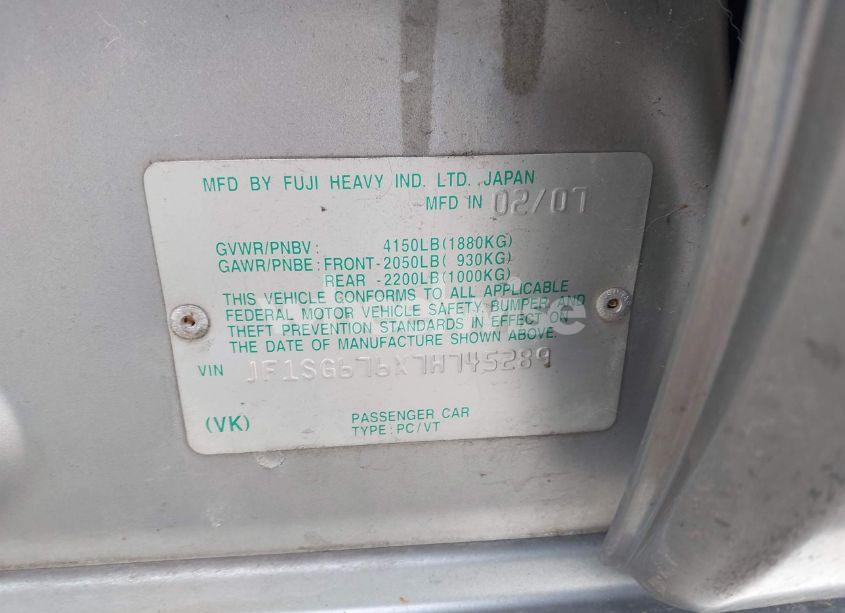 MFD BY FUJI HEAVY IND. LTD. JAPAN
MFD IN 02/07
GVWR/PNBV : 4150LB(1880KG)
GAWR/PNBE : FRONT-2050LB( 930KG)
REAR -2200LB(1000KG)
THIS VEHICLE CONFORMS TO ALL APPLICABLE
FEDERAL MOTOR VEHICLE SAFETY, BUMPER, AND
THEFT PREVENTION STANDARDS IN EFFECT ON
THE DATE OF MANUFACTURE SHOWN ABOVE.
VIN JF1SG676X7H745289
(VK) PASSENGER CAR
TYPE: PC/VT